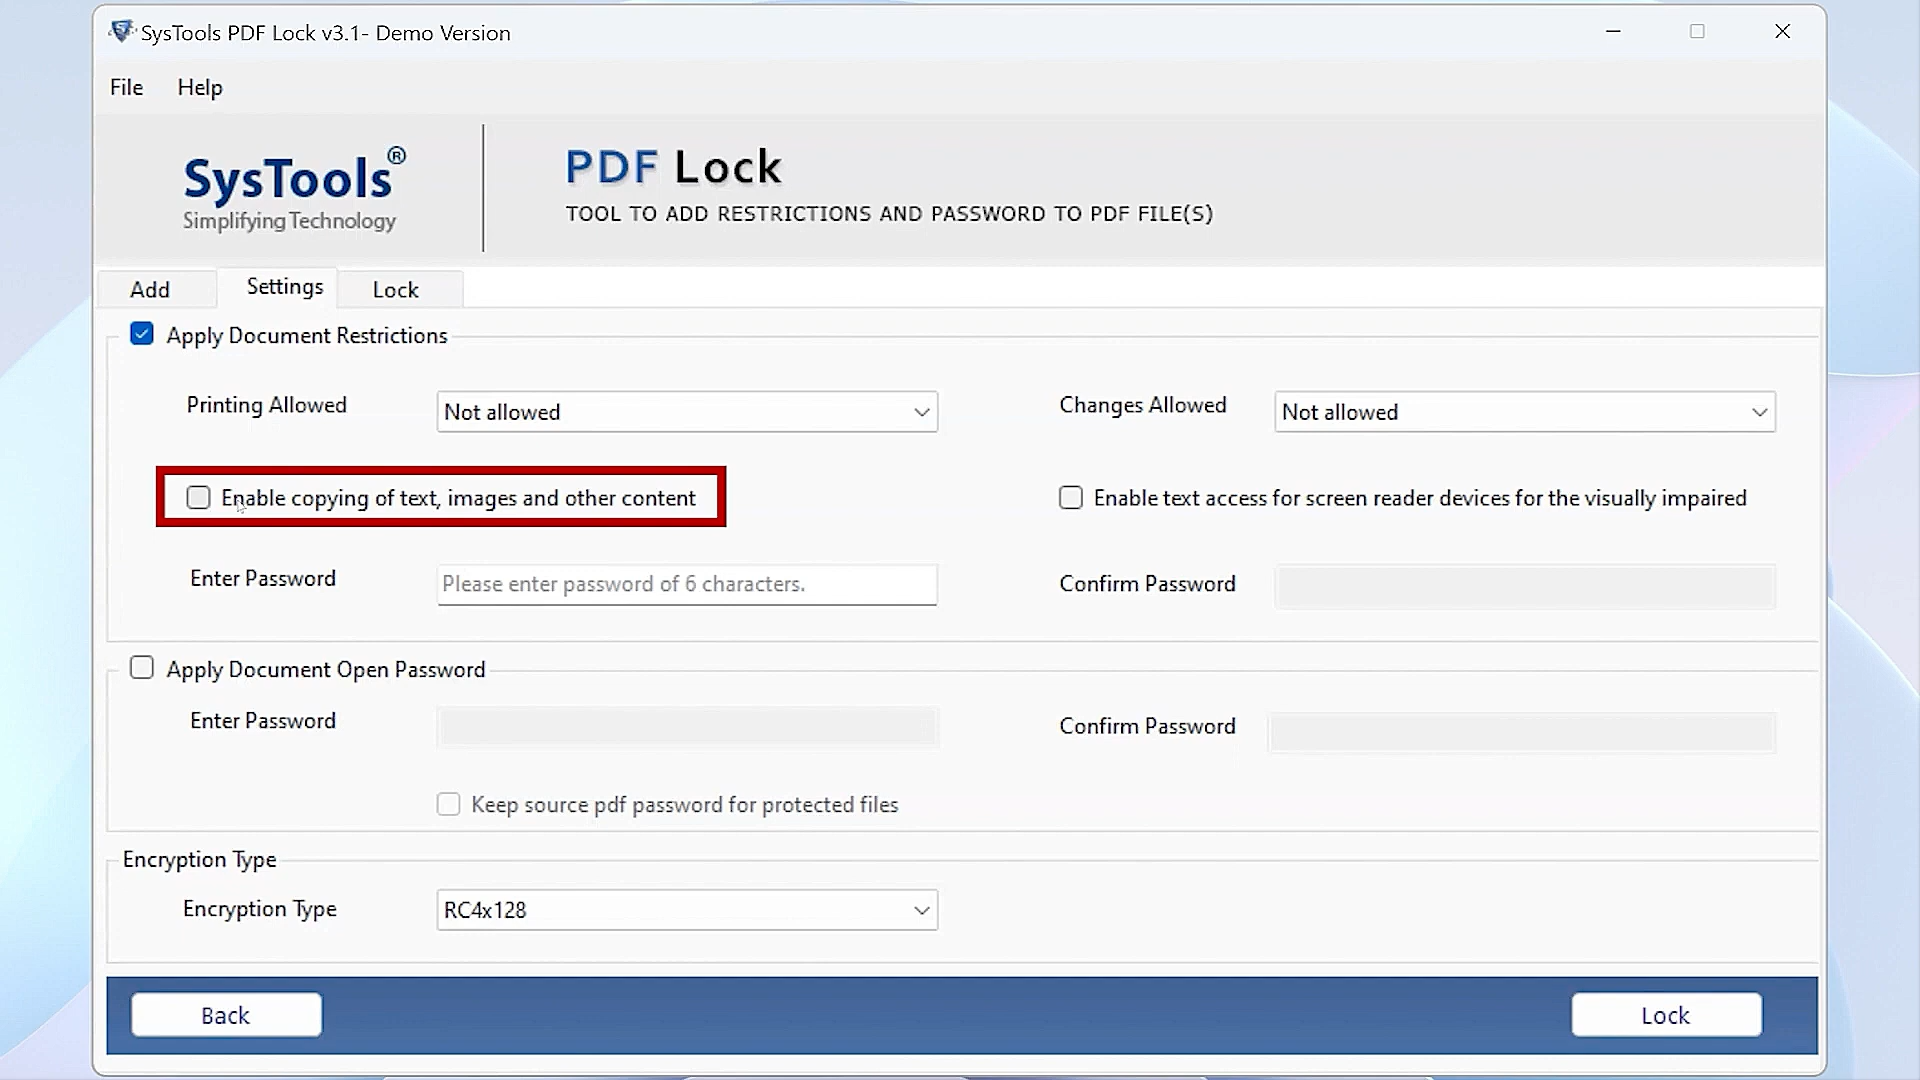 SysTools PDF Lock v3.1- Demo Version
File Help
SysTools®
Simplifying Technology
PDF Lock
TOOL TO ADD RESTRICTIONS AND PASSWORD TO PDF FILE(S)
Add Settings Lock
Apply Document Restrictions
Printing Allowed Not allowed Changes Allowed Not allowed
Enable copying of text, images and other content Enable text access for screen reader devices for the visually impaired
Enter Password Please enter password of 6 characters. Confirm Password
Apply Document Open Password
Enter Password Confirm Password
Keep source pdf password for protected files
Encryption Type
Encryption Type RC4x128
Back Lock